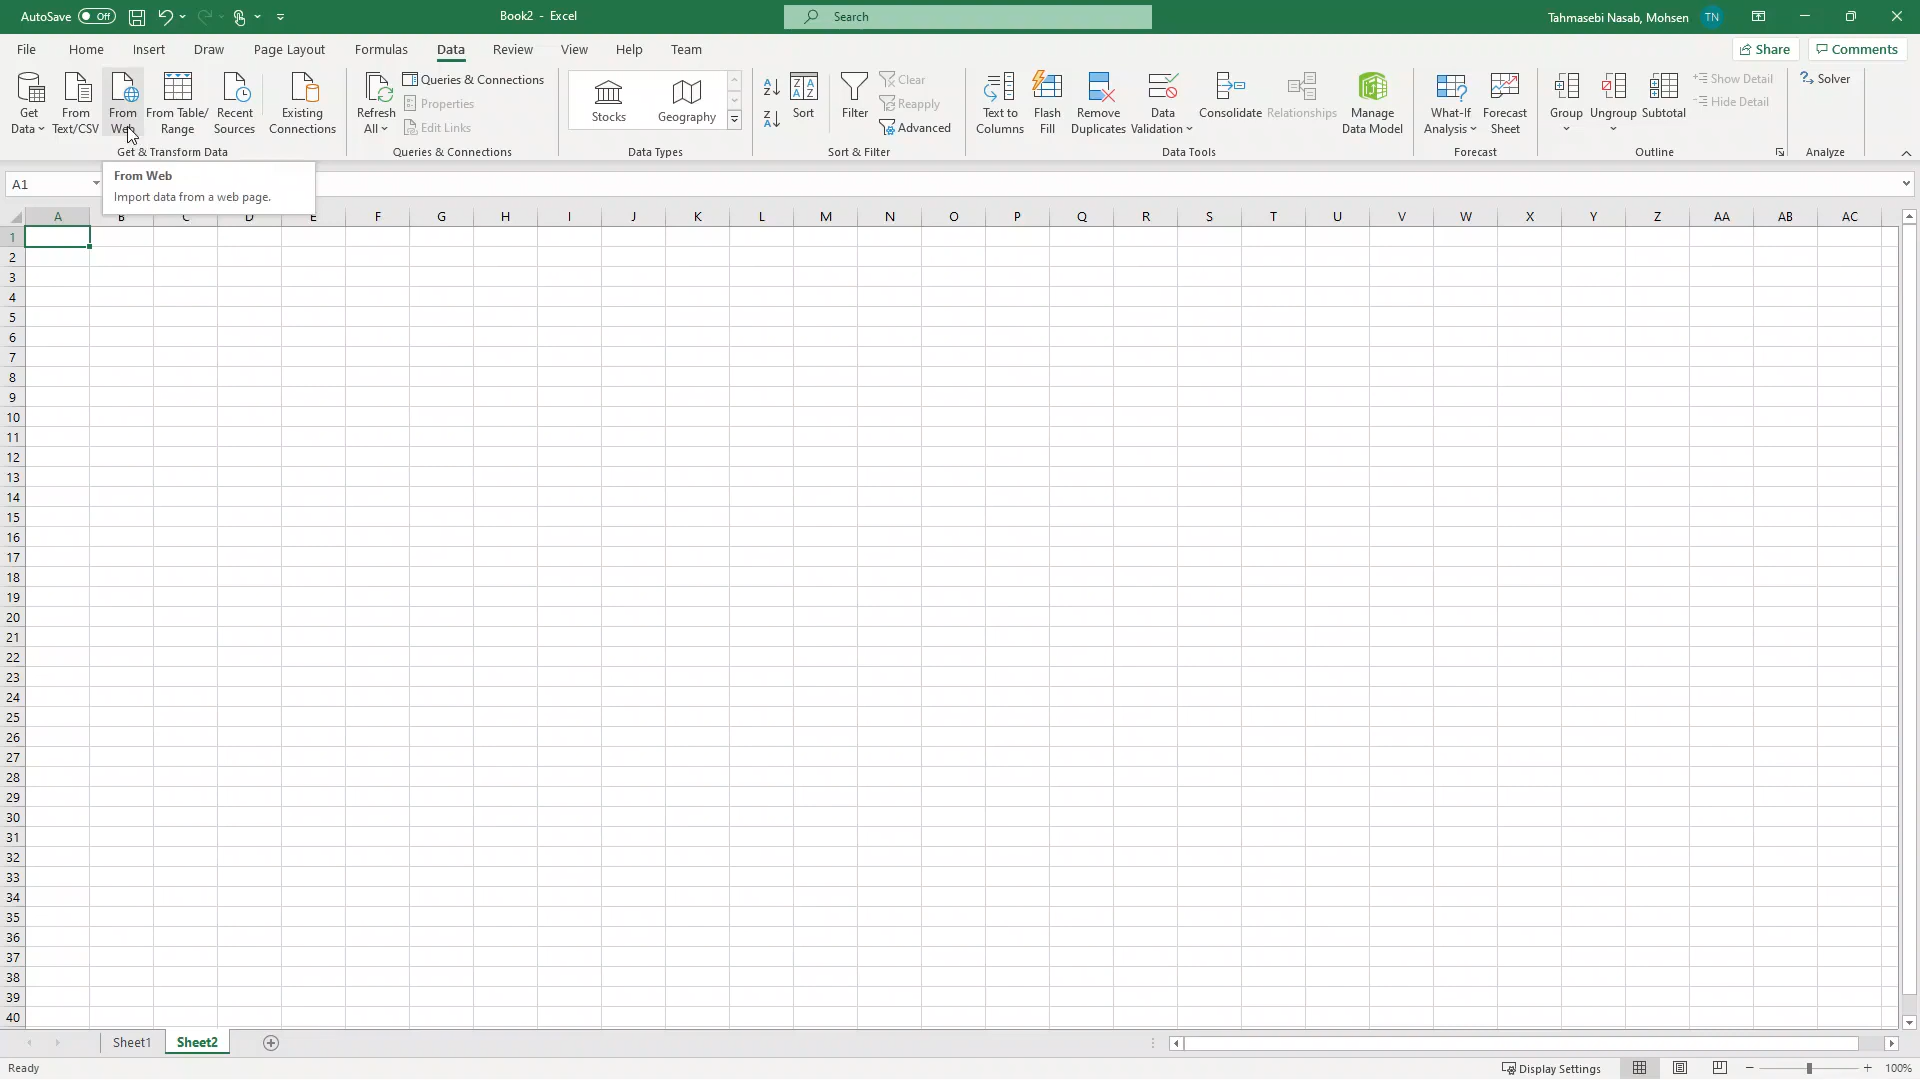 AutoSave Off Book2 - Excel Search Tahmasebi Nasab, Mohsen TN
File Home Insert Draw Page Layout Formulas Data Review View Help Team Share Comments
Get Data
From Text/CSV
From Web
From Table/ Range
Recent Sources
Existing Connections
Get & Transform Data
Refresh All
Queries & Connections
Properties
Edit Links
Queries & Connections
Stocks
Geography
Data Types
Sort
Filter
Clear
Reapply
Advanced
Sort & Filter
Text to Columns
Flash Fill
Remove Duplicates
Data Validation
Consolidate
Relationships
Manage Data Model
Data Tools
What-If Analysis
Forecast Sheet
Forecast
Group
Ungroup
Subtotal
Show Detail
Hide Detail
Outline
Solver
Analyze
A1
From Web
Import data from a web page.
A B C D E F G H I J K L M N O P Q R S T U V W X Y Z AA AB AC
1
2
3
4
5
6
7
8
9
10
11
12
13
14
15
16
17
18
19
20
21
22
23
24
25
26
27
28
29
30
31
32
33
34
35
36
37
38
39
40
Sheet1 Sheet2
Ready Display Settings 100%